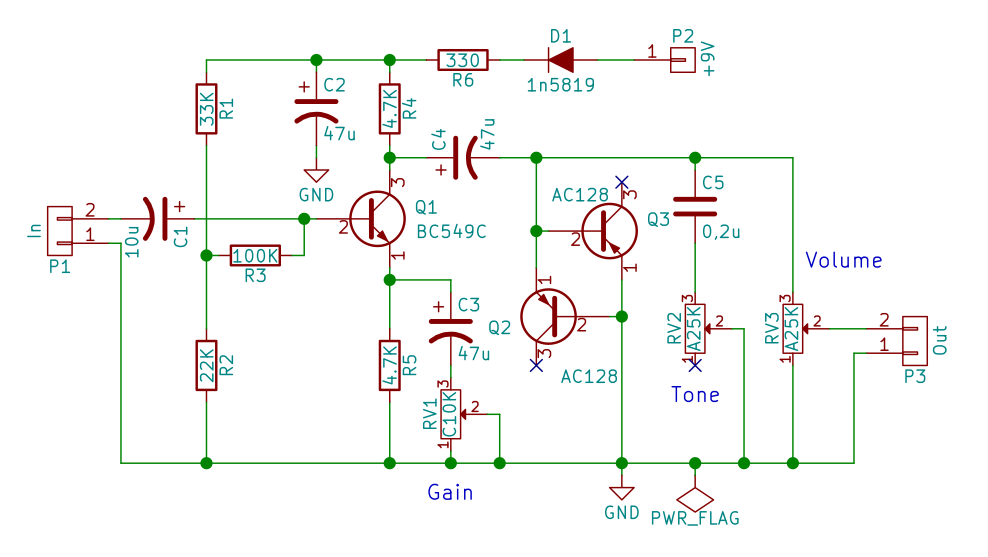 D1
P2
1
+9V
330
R6
1n5819
33K
R1
+
C2
47u
GND
4.7K
R4
C4
+
47u
3
Q1
2
BC549C
1
In
2
1
P1
10u
+
C1
100K
R3
AC128
3
Q3
2
1
C5
0,2u
Volume
Q2
1
2
3
AC128
+
C3
47u
22K
R2
4.7K
R5
RV1
C10K
3
2
1
Gain
RV2
A25K
3
2
1
Tone
RV3
A25K
3
2
1
2
1
Out
P3
GND
PWR_FLAG